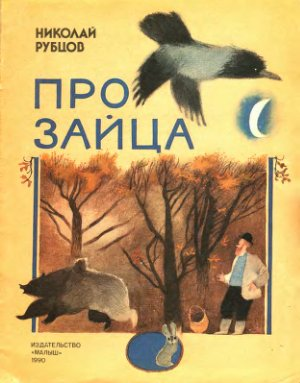 НИКОЛАЙ
РУБЦОВ
ПРО
ЗАЙЦА
ИЗДАТЕЛЬСТВО
«МАЛЫШ»
1990